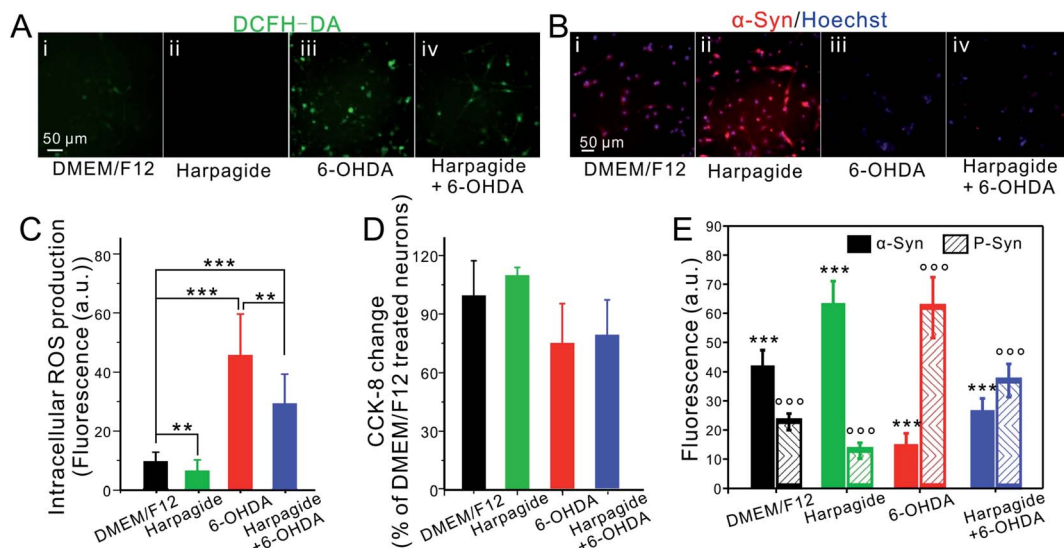 A
DCFH-DA
i
ii
iii
iv
50 μm
DMEM/F12
Harpagide
6-OHDA
Harpagide
+ 6-OHDA
B
α-Syn/Hoechst
i
ii
iii
iv
50 μm
DMEM/F12
Harpagide
6-OHDA
Harpagide
+ 6-OHDA
C
Intracellular ROS production
(Fluorescence (a.u.))
80
60
40
20
0
***
***
**
**
DMEM/F12
Harpagide
6-OHDA
Harpagide
+6-OHDA
D
CCK-8 change
(% of DMEM/F12 treated neurons)
120
90
60
30
0
DMEM/F12
Harpagide
6-OHDA
Harpagide
+6-OHDA
E
Fluorescence (a.u.)
90
80
70
60
50
40
30
20
10
0
α-Syn
P-Syn
***
°°°
***
°°°
***
°°°
***
°°°
DMEM/F12
Harpagide
6-OHDA
Harpagide
+6-OHDA